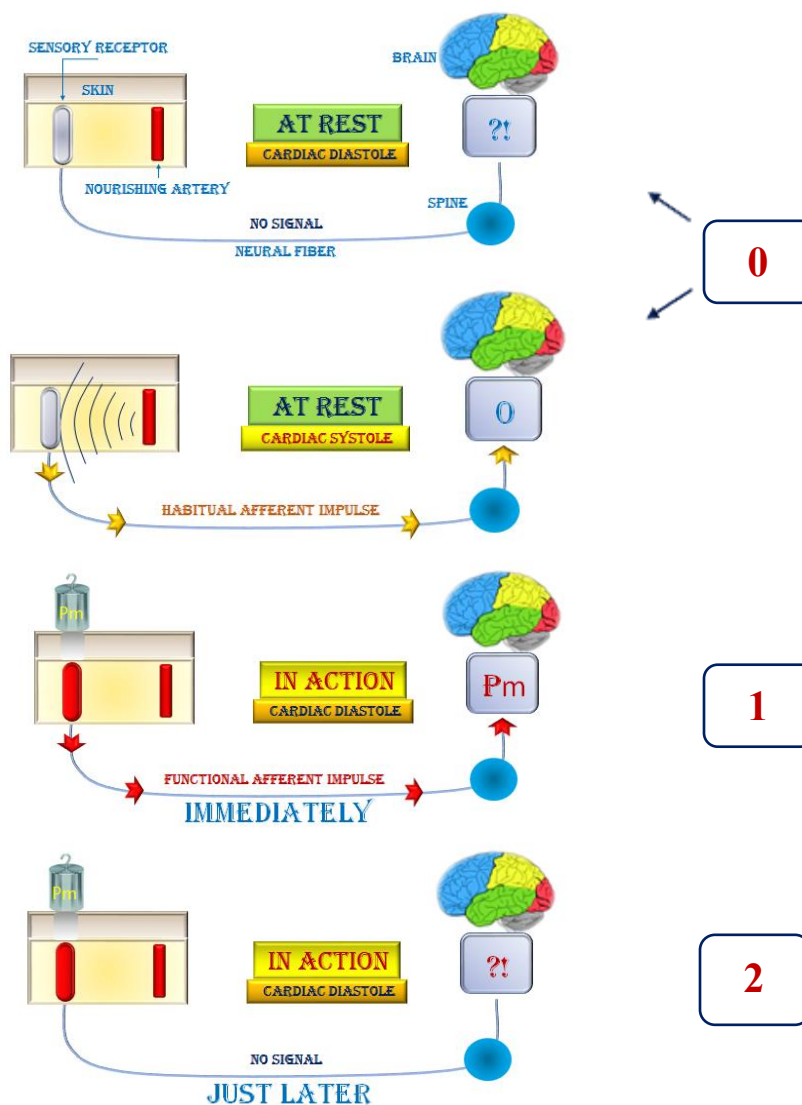 SENSORY RECEPTOR
BRAIN
SKIN
AT REST
CARDIAC DIASTOLE
?!
NOURISHING ARTERY
SPINE
NO SIGNAL
NEURAL FIBER
0
AT REST
CARDIAC SYSTOLE
0
HABITUAL AFFERENT IMPULSE
Pm
IN ACTION
CARDIAC DIASTOLE
Pm
1
FUNCTIONAL AFFERENT IMPULSE
IMMEDIATELY
Pm
IN ACTION
CARDIAC DIASTOLE
?!
2
NO SIGNAL
JUST LATER